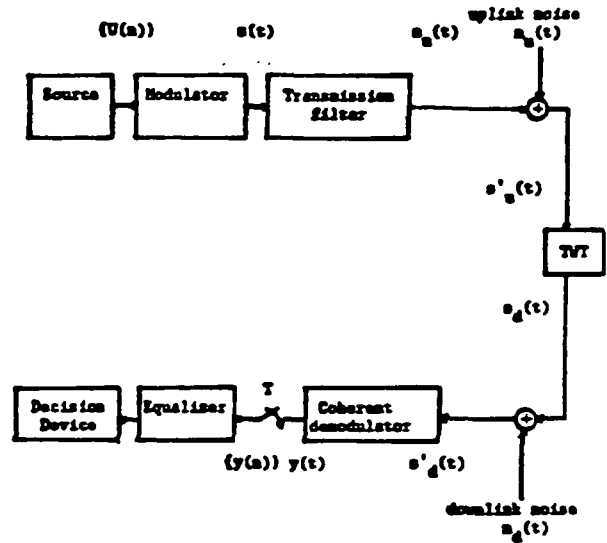 {U(n)}
s(t)
s_u(t)
uplink noise
n_u(t)
Source
Modulator
Transmission
filter
+
s'_u(t)
TWT
s_d(t)
Decision
Device
Equalizer
T
Coherent
demodulator
+
{y(n)}
y(t)
s'_d(t)
downlink noise
n_d(t)